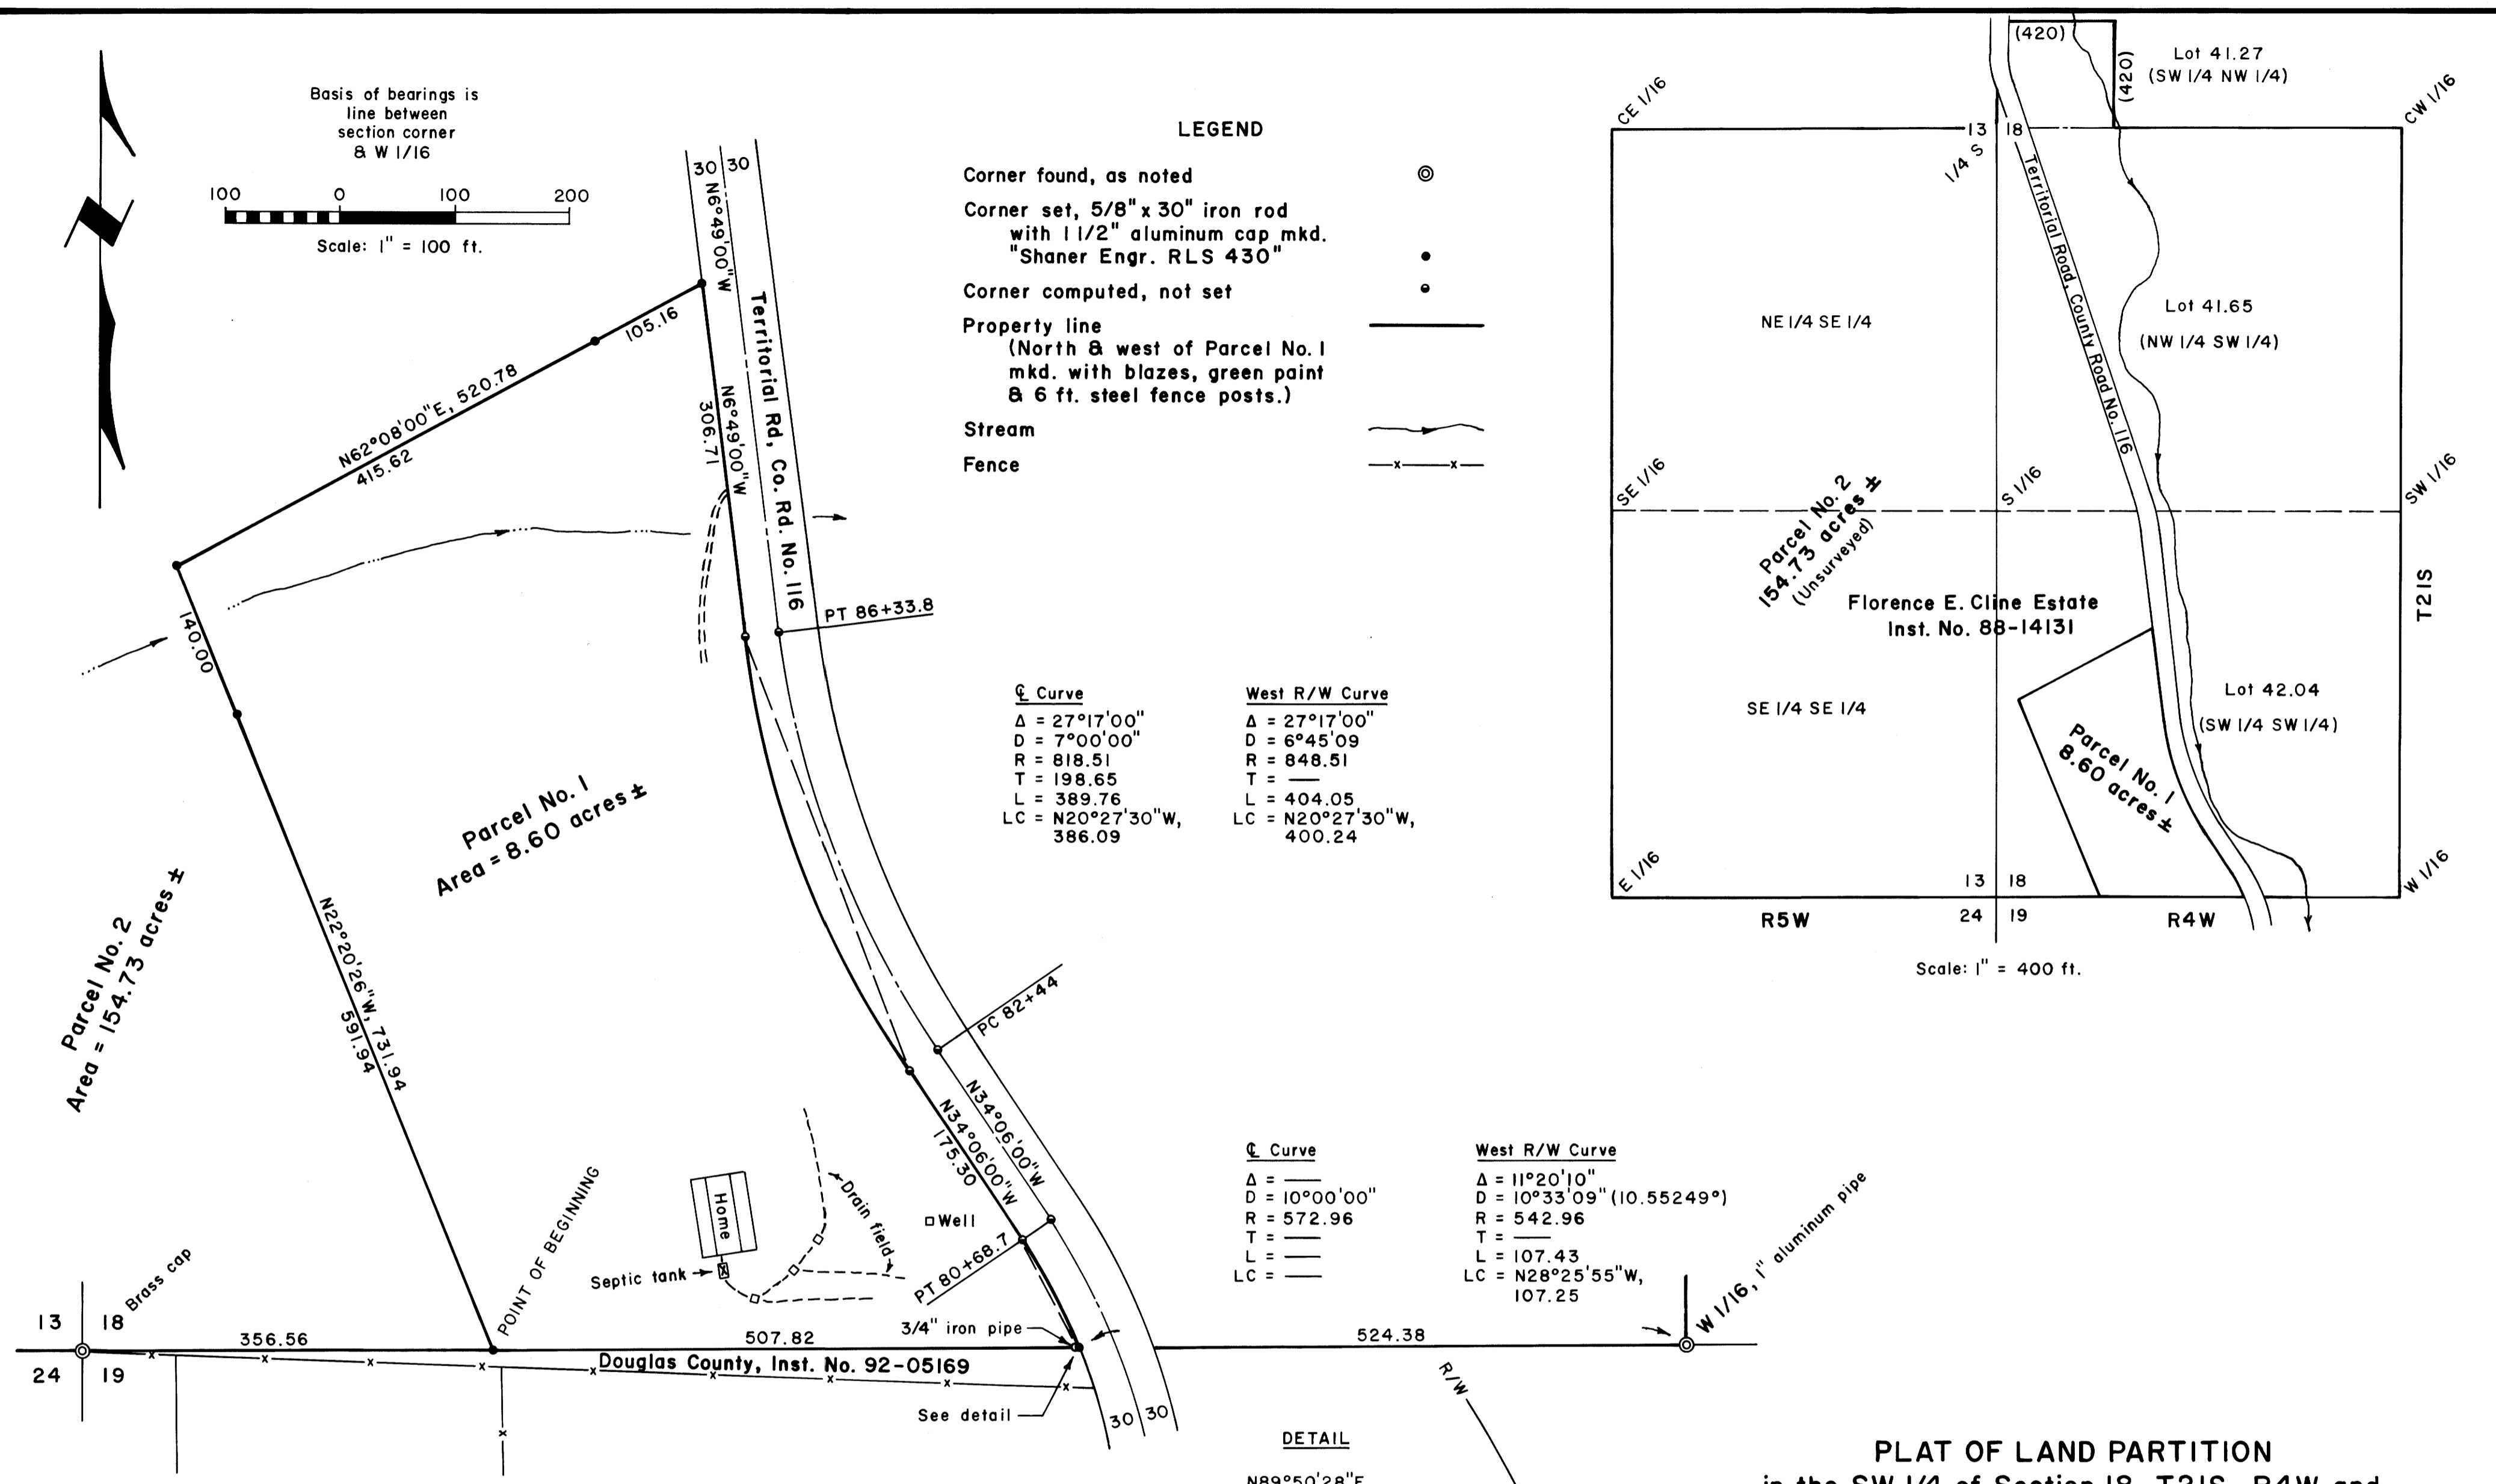 Basis of bearings is
line between
section corner
& W 1/16
100 0 100 200
Scale: 1" = 100 ft.
LEGEND
Corner found, as noted
Corner set, 5/8" x 30" iron rod
with 1 1/2" aluminum cap mkd.
"Shaner Engr. RLS 430"
Corner computed, not set
Property line
(North & west of Parcel No. 1
mkd. with blazes, green paint
& 6 ft. steel fence posts.)
Stream
Fence
30 30
N6°49'00"W
Territorial Rd, Co. Rd. No. 116
N6°49'00"W
306.71
105.16
N62°08'00"E, 520.78
415.62
140.00
PT 86+33.8
Parcel No. 1
Area = 8.60 acres ±
Parcel No. 2
Area = 154.73 acres ±
N22°20'26"W, 731.94
591.94
℄ Curve
Δ = 27°17'00"
D = 7°00'00"
R = 818.51
T = 198.65
L = 389.76
LC = N20°27'30"W,
386.09
West R/W Curve
Δ = 27°17'00"
D = 6°45'09
R = 848.51
T = —
L = 404.05
LC = N20°27'30"W,
400.24
PC 82+44
N34°06'00"W
N34°06'00"W
175.30
Home
Drain field
Well
Septic tank
PT 80+68.7
POINT OF BEGINNING
3/4" iron pipe
Brass cap
13 18
24 19
356.56
507.82
524.38
Douglas County, Inst. No. 92-05169
See detail
30 30
W 1/16, 1" aluminum pipe
R/W
℄ Curve
Δ = —
D = 10°00'00"
R = 572.96
T = —
L = —
LC = —
West R/W Curve
Δ = 11°20'10"
D = 10°33'09" (10.55249°)
R = 542.96
T = —
L = 107.43
LC = N28°25'55"W,
107.25
(420)
(420)
Lot 41.27
(SW 1/4 NW 1/4)
CE 1/16
CW 1/16
13 18
1/4 S
Territorial Road, County Road No. 116
NE 1/4 SE 1/4
Lot 41.65
(NW 1/4 SW 1/4)
SE 1/16
S 1/16
SW 1/16
Parcel No. 2
154.73 acres ±
(Unsurveyed)
Florence E. Cline Estate
Inst. No. 88-14131
T21S
SE 1/4 SE 1/4
Lot 42.04
(SW 1/4 SW 1/4)
Parcel No. 1
8.60 acres ±
E 1/16
W 1/16
13 18
24 19
R5W
R4W
Scale: 1" = 400 ft.
DETAIL
N89°50'28"E
PLAT OF LAND PARTITION
in the SW 1/4 of Section 18, T21S, R4W and